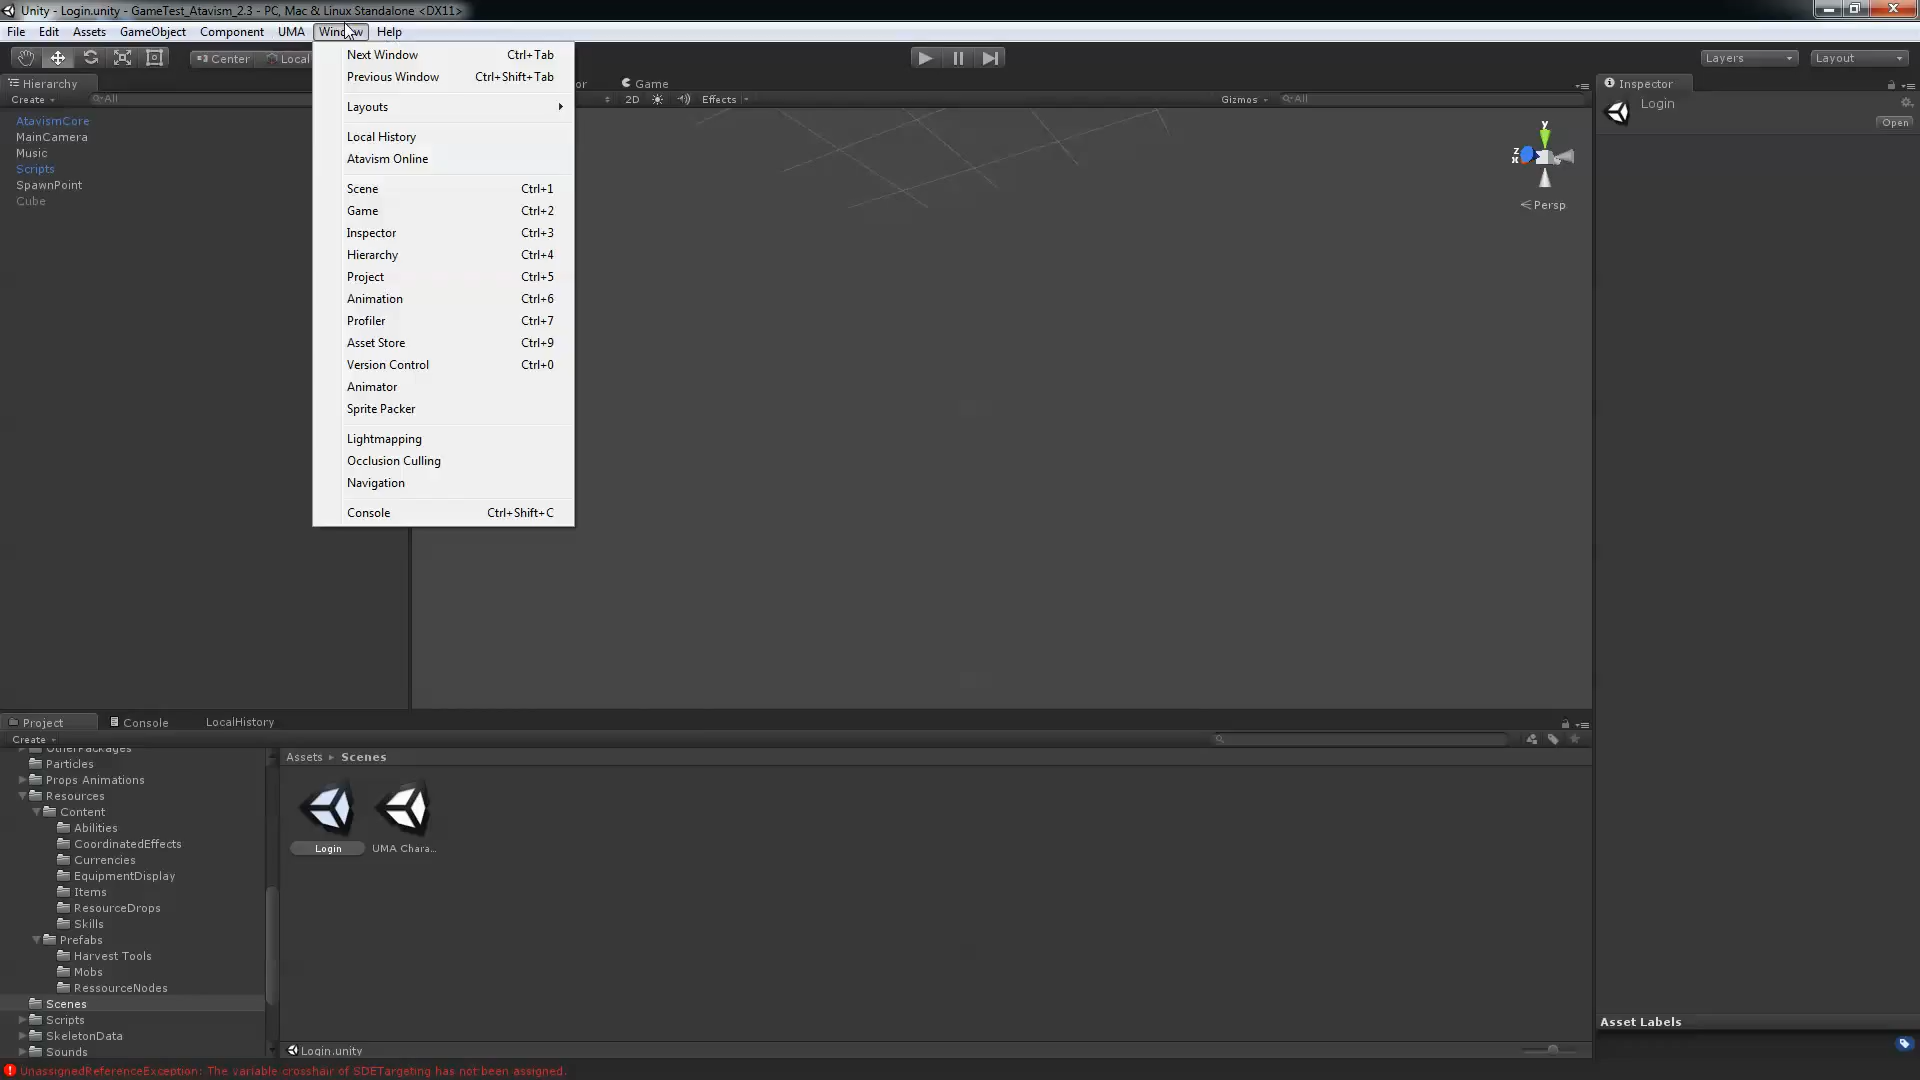 Unity - Login.unity - GameTest_Atavism_2.3 - PC, Mac & Linux Standalone <DX11>
File Edit Assets GameObject Component UMA Window Help
Center Local Layers Layout
Next Window Ctrl+Tab
Previous Window Ctrl+Shift+Tab
Layouts
Local History
Atavism Online
Scene Ctrl+1
Game Ctrl+2
Inspector Ctrl+3
Hierarchy Ctrl+4
Project Ctrl+5
Animation Ctrl+6
Profiler Ctrl+7
Asset Store Ctrl+9
Version Control Ctrl+0
Animator
Sprite Packer
Lightmapping
Occlusion Culling
Navigation
Console Ctrl+Shift+C
Hierarchy
Create All
AtavismCore
MainCamera
Music
Scripts
SpawnPoint
Cube
or Game
2D Effects Gizmos All
y
z
x
Persp
Inspector
Login
Open
Project Console LocalHistory
Create
OtherPackages
Particles
Props Animations
Resources
Content
Abilities
CoordinatedEffects
Currencies
EquipmentDisplay
Items
ResourceDrops
Skills
Prefabs
Harvest Tools
Mobs
RessourceNodes
Scenes
Scripts
SkeletonData
Sounds
Assets Scenes
Login UMA Chara...
Login.unity
Asset Labels
UnassignedReferenceException: The variable crosshair of SDETargeting has not been assigned.